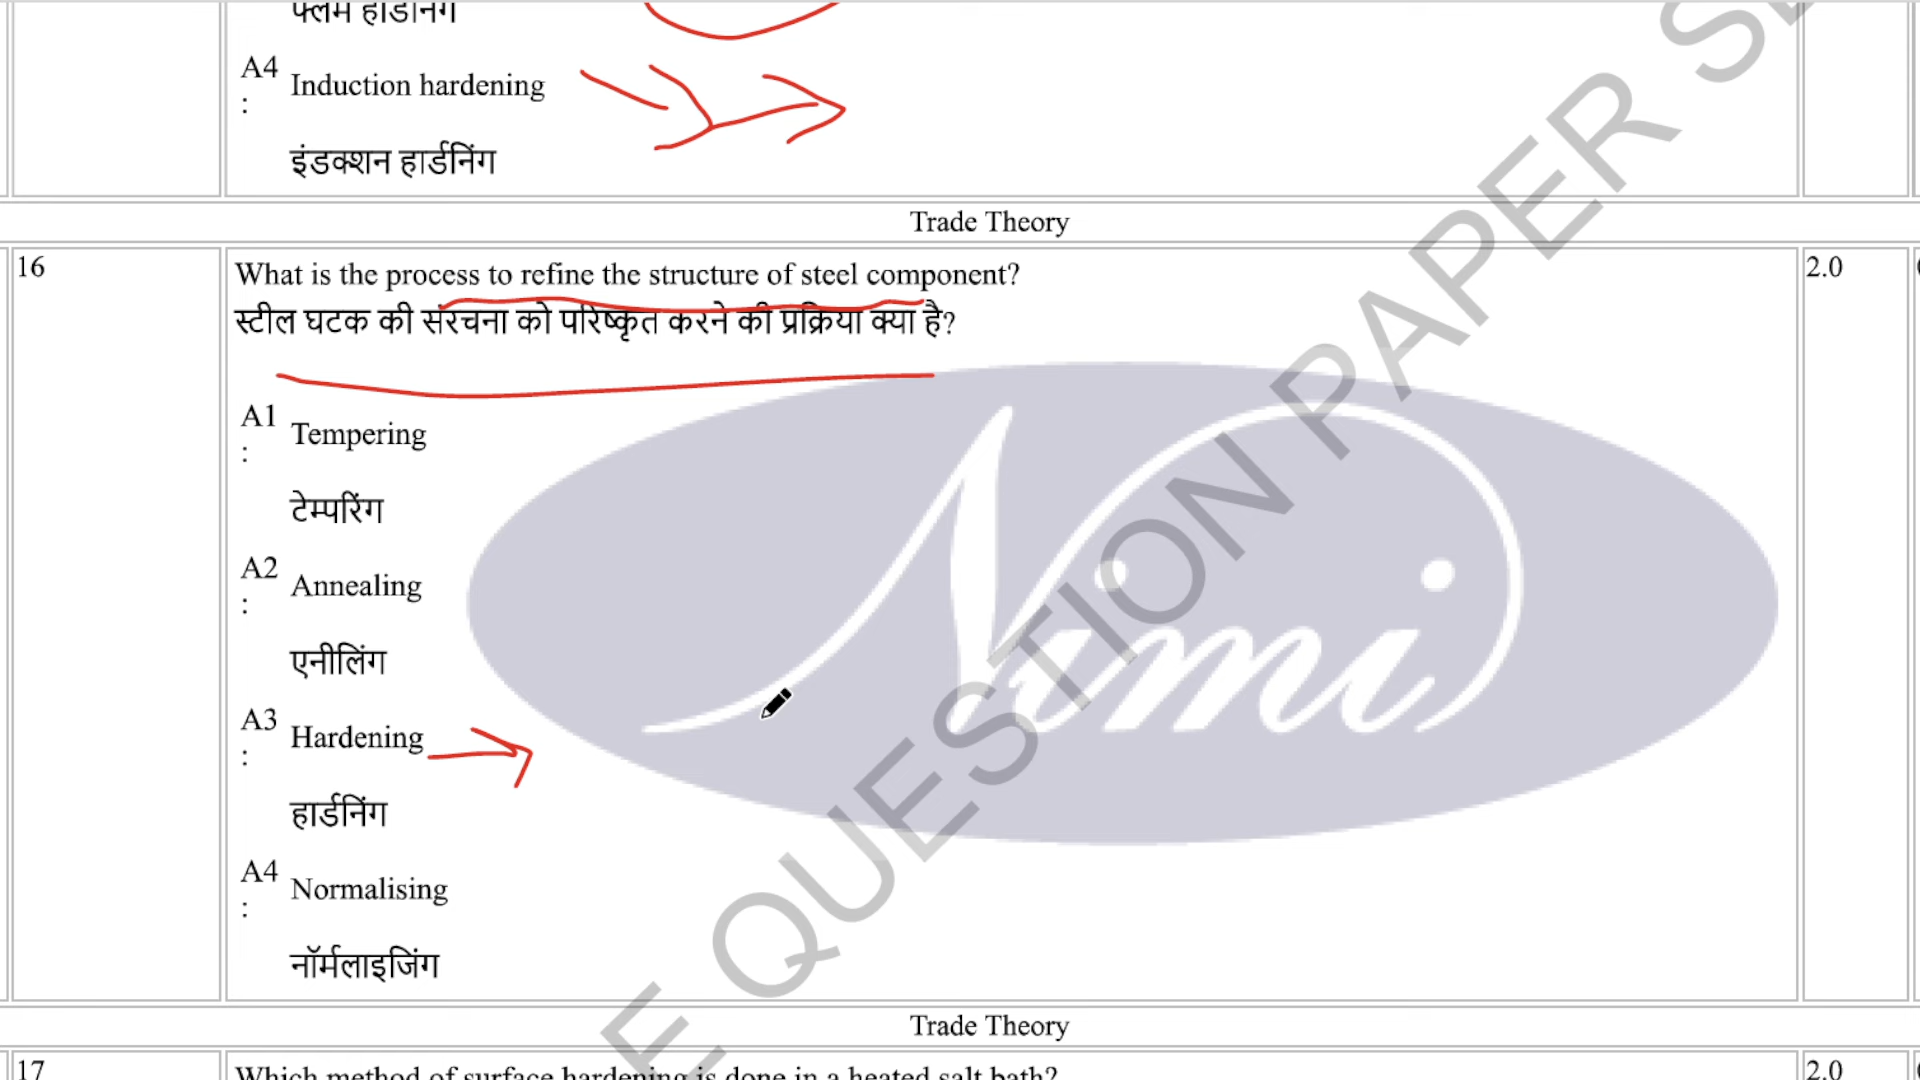 फ्लेम हार्डनिंग
A4
:
Induction hardening
इंडक्शन हार्डनिंग
Trade Theory
16
What is the process to refine the structure of steel component?
2.0
स्टील घटक की संरचना को परिष्कृत करने की प्रक्रिया क्या है?
A1
:
Tempering
टेम्परिंग
A2
:
Annealing
एनीलिंग
A3
:
Hardening
हार्डनिंग
A4
:
Normalising
नॉर्मलाइजिंग
Nimi
E QUESTION PAPER SE
Trade Theory
17
Which method of surface hardening is done in a heated salt bath?
2.0